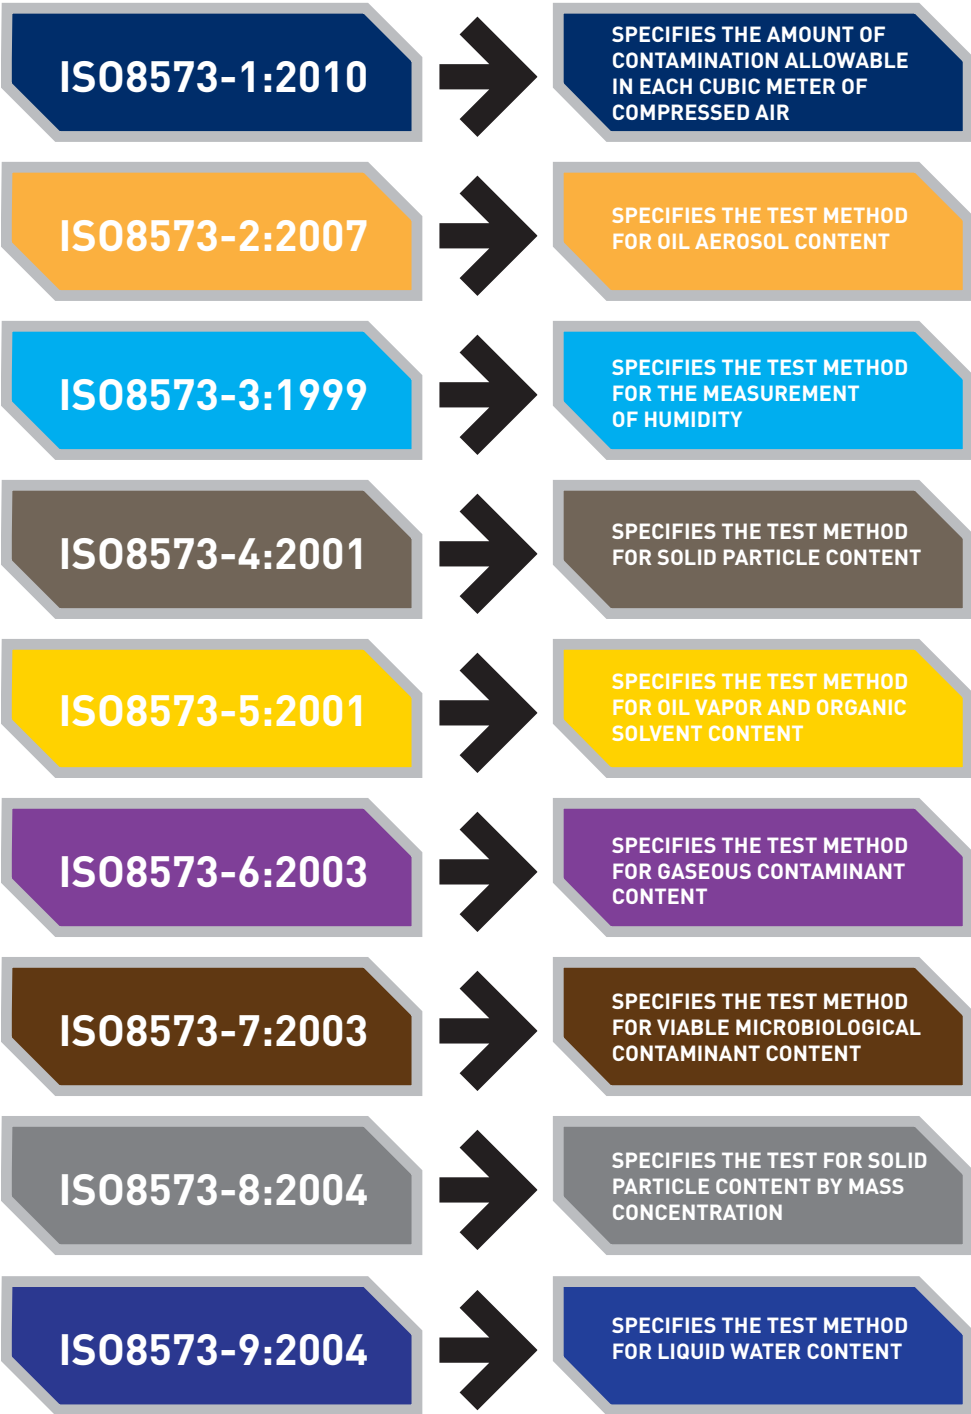 ISO8573-1:2010
SPECIFIES THE AMOUNT OF
CONTAMINATION ALLOWABLE
IN EACH CUBIC METER OF
COMPRESSED AIR
ISO8573-2:2007
SPECIFIES THE TEST METHOD
FOR OIL AEROSOL CONTENT
ISO8573-3:1999
SPECIFIES THE TEST METHOD
FOR THE MEASUREMENT
OF HUMIDITY
ISO8573-4:2001
SPECIFIES THE TEST METHOD
FOR SOLID PARTICLE CONTENT
ISO8573-5:2001
SPECIFIES THE TEST METHOD
FOR OIL VAPOR AND ORGANIC
SOLVENT CONTENT
ISO8573-6:2003
SPECIFIES THE TEST METHOD
FOR GASEOUS CONTAMINANT
CONTENT
ISO8573-7:2003
SPECIFIES THE TEST METHOD
FOR VIABLE MICROBIOLOGICAL
CONTAMINANT CONTENT
ISO8573-8:2004
SPECIFIES THE TEST FOR SOLID
PARTICLE CONTENT BY MASS
CONCENTRATION
ISO8573-9:2004
SPECIFIES THE TEST METHOD
FOR LIQUID WATER CONTENT